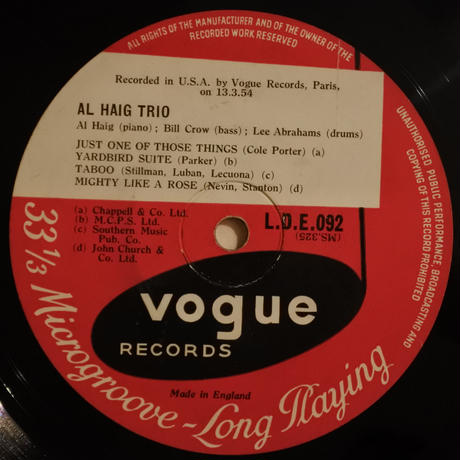 ALL RIGHTS OF THE MANUFACTURER AND OF THE OWNER OF THE
RECORDED WORK RESERVED
Recorded in U.S.A. by Vogue Records, Paris,
on 13.3.54
AL HAIG TRIO
Al Haig (piano) ; Bill Crow (bass) ; Lee Abrahams (drums)
JUST ONE OF THOSE THINGS (Cole Porter) (a)
YARDBIRD SUITE (Parker) (b)
TABOO (Stillman, Luban, Lecuona) (c)
MIGHTY LIKE A ROSE (Nevin, Stanton) (d)
(a) Chappell & Co. Ltd.
(b) M.C.P.S. Ltd.
(c) Southern Music
Pub. Co.
(d) John Church &
Co. Ltd.
L.D.E.092
(MS.325)
UNAUTHORISED PUBLIC PERFORMANCE, BROADCASTING AND
COPYING OF THIS RECORD PROHIBITED
vogue
RECORDS
Made in England
33 1/3 Microgroove - Long Playing